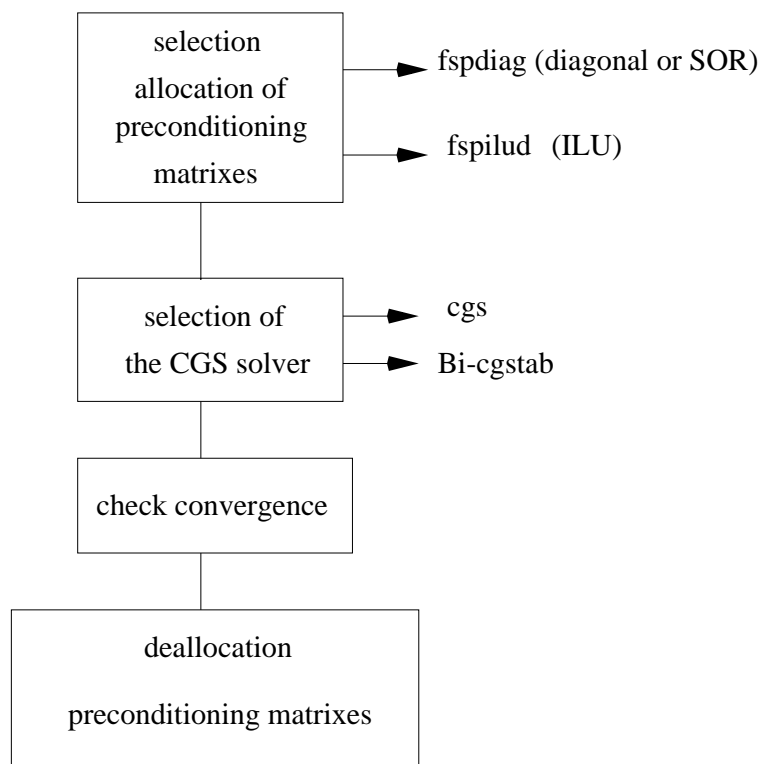 selection
allocation of
preconditioning
matrixes
fspdiag (diagonal or SOR)
fspilud (ILU)
selection of
the CGS solver
cgs
Bi-cgstab
check convergence
deallocation
preconditioning matrixes